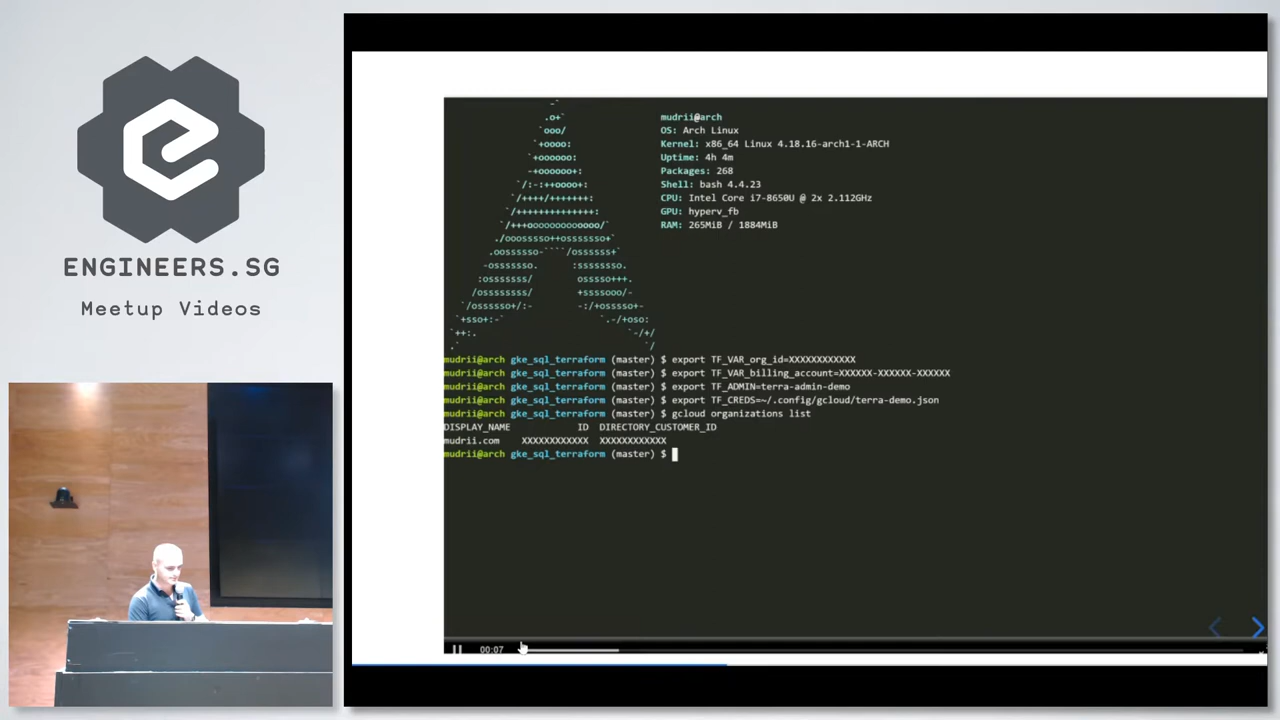 ENGINEERS.SG
Meetup Videos
mudrii@arch
OS: Arch Linux
Kernel: x86_64 Linux 4.18.16-arch1-1-ARCH
Uptime: 4h 4m
Packages: 268
Shell: bash 4.4.23
CPU: Intel Core i7-8650U @ 2x 2.112GHz
GPU: hyperv_fb
RAM: 265MiB / 1884MiB
mudrii@arch gke_sql_terraform (master) $ export TF_VAR_org_id=XXXXXXXXXXXX
mudrii@arch gke_sql_terraform (master) $ export TF_VAR_billing_account=XXXXXX-XXXXXX-XXXXXX
mudrii@arch gke_sql_terraform (master) $ export TF_ADMIN=terra-admin-demo
mudrii@arch gke_sql_terraform (master) $ export TF_CREDS=~/.config/gcloud/terra-demo.json
mudrii@arch gke_sql_terraform (master) $ gcloud organizations list
DISPLAY_NAME ID DIRECTORY_CUSTOMER_ID
mudrii.com XXXXXXXXXXXX XXXXXXXXXXXX
mudrii@arch gke_sql_terraform (master) $
00:07